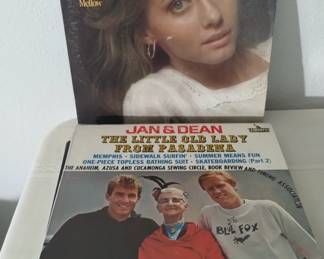 Mellow
JAN & DEAN
LIBERTY
THE LITTLE OLD LADY
FROM PASADENA
MEMPHIS • SIDEWALK SURFIN' • SUMMER MEANS FUN
ONE-PIECE TOPLESS BATHING SUIT • SKATEBOARDING (Part 2)
THE ANAHEIM, AZUSA AND CUCAMONGA SEWING CIRCLE, BOOK REVIEW AND TIMING ASSOCIATION
FOX